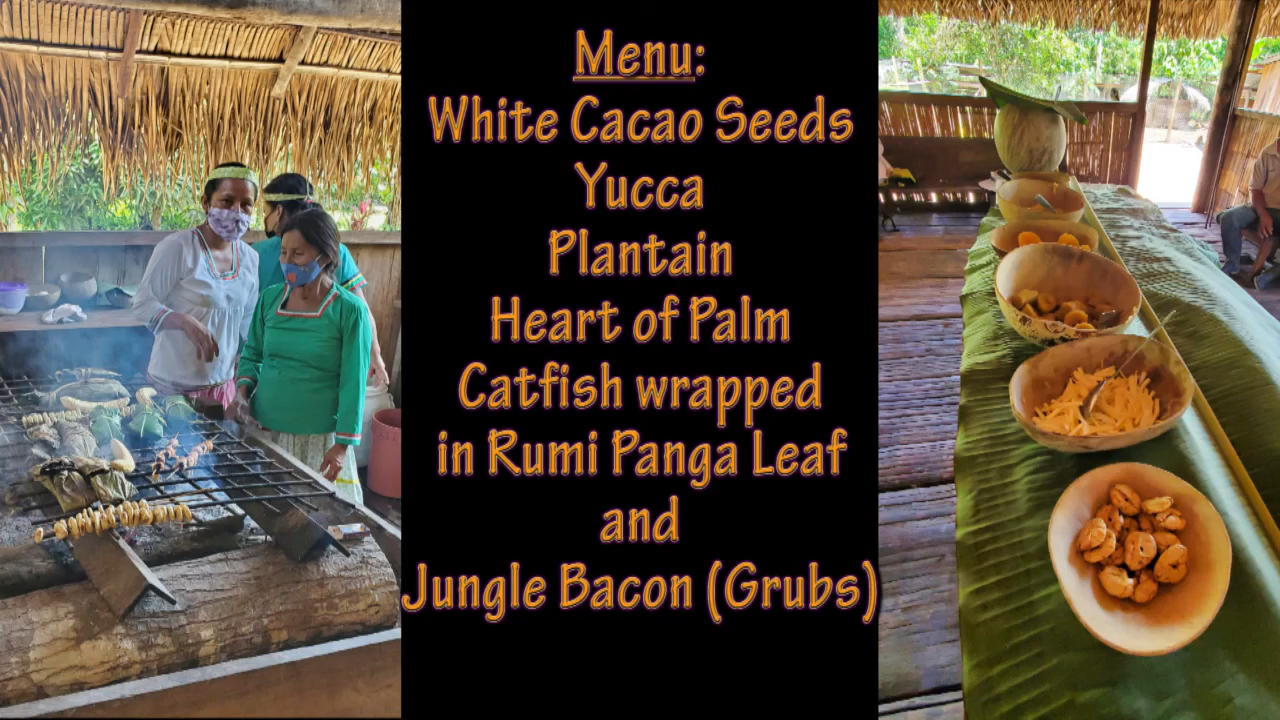 Menu:
White Cacao Seeds
Yucca
Plantain
Heart of Palm
Catfish wrapped
in Rumi Panga Leaf
and
Jungle Bacon (Grubs)